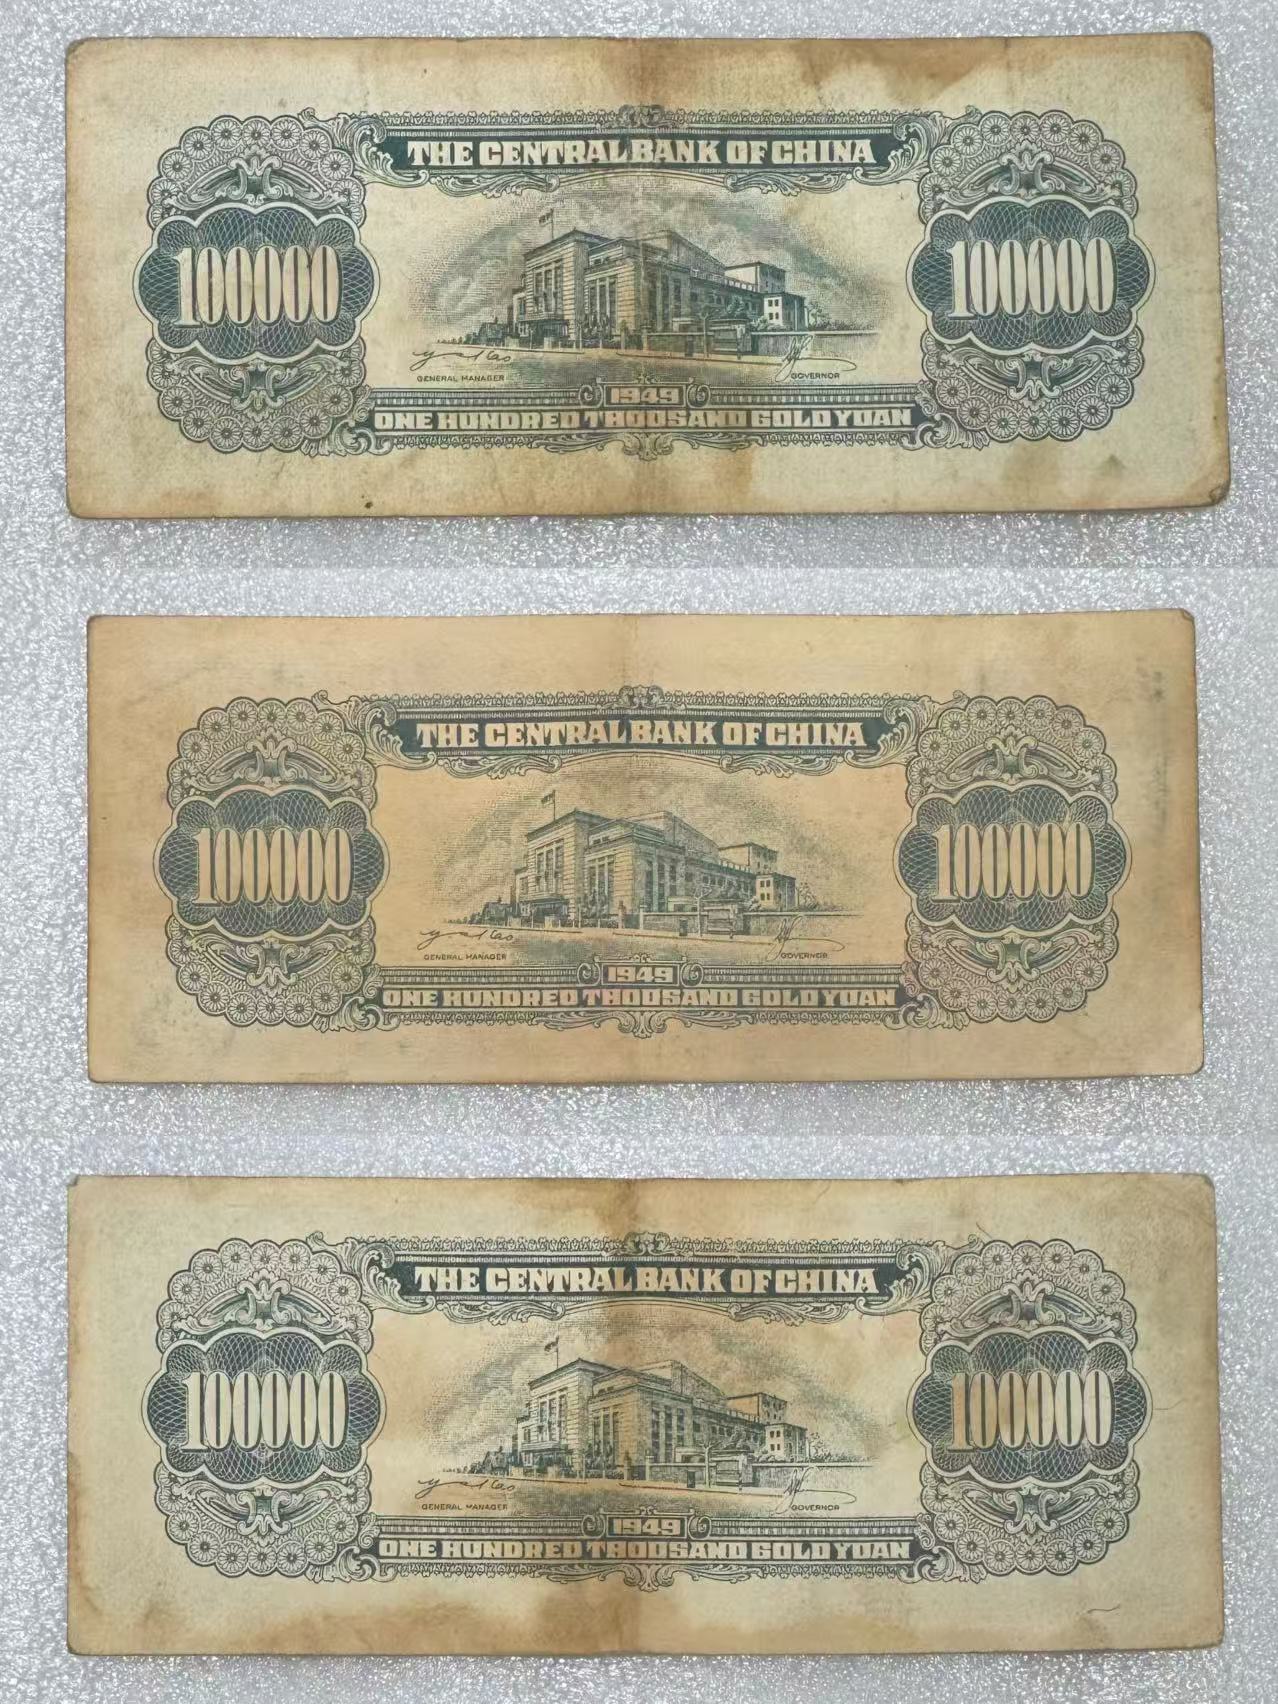 THE CENTRAL BANK OF CHINA
100000 100000
GENERAL MANAGER GOVERNOR
1949
ONE HUNDRED THOUSAND GOLD YUAN
THE CENTRAL BANK OF CHINA
100000 100000
GENERAL MANAGER GOVERNOR
1949
ONE HUNDRED THOUSAND GOLD YUAN
THE CENTRAL BANK OF CHINA
100000 100000
GENERAL MANAGER GOVERNOR
1949
ONE HUNDRED THOUSAND GOLD YUAN